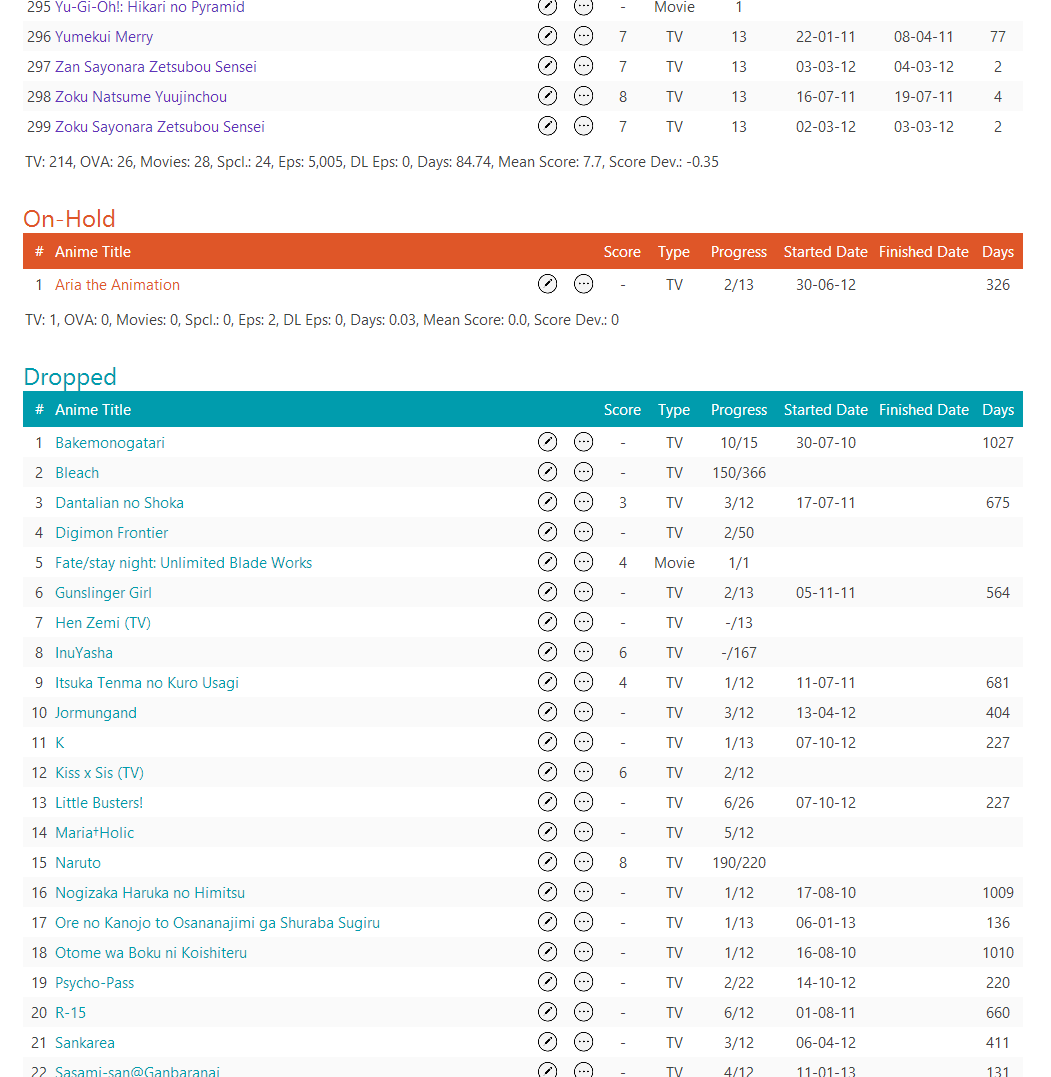 295 Yu-Gi-Oh!: Hikari no Pyramid - Movie 1
296 Yumekui Merry 7 TV 13 22-01-11 08-04-11 77
297 Zan Sayonara Zetsubou Sensei 7 TV 13 03-03-12 04-03-12 2
298 Zoku Natsume Yuujinchou 8 TV 13 16-07-11 19-07-11 4
299 Zoku Sayonara Zetsubou Sensei 7 TV 13 02-03-12 03-03-12 2
TV: 214, OVA: 26, Movies: 28, Spcl.: 24, Eps: 5,005, DL Eps: 0, Days: 84.74, Mean Score: 7.7, Score Dev.: -0.35
On-Hold
# Anime Title Score Type Progress Started Date Finished Date Days
1 Aria the Animation - TV 2/13 30-06-12 326
TV: 1, OVA: 0, Movies: 0, Spcl.: 0, Eps: 2, DL Eps: 0, Days: 0.03, Mean Score: 0.0, Score Dev.: 0
Dropped
# Anime Title Score Type Progress Started Date Finished Date Days
1 Bakemonogatari - TV 10/15 30-07-10 1027
2 Bleach - TV 150/366
3 Dantalian no Shoka 3 TV 3/12 17-07-11 675
4 Digimon Frontier - TV 2/50
5 Fate/stay night: Unlimited Blade Works 4 Movie 1/1
6 Gunslinger Girl - TV 2/13 05-11-11 564
7 Hen Zemi (TV) - TV -/13
8 InuYasha 6 TV -/167
9 Itsuka Tenma no Kuro Usagi 4 TV 1/12 11-07-11 681
10 Jormungand - TV 3/12 13-04-12 404
11 K - TV 1/13 07-10-12 227
12 Kiss x Sis (TV) 6 TV 2/12
13 Little Busters! - TV 6/26 07-10-12 227
14 Maria†Holic - TV 5/12
15 Naruto 8 TV 190/220
16 Nogizaka Haruka no Himitsu - TV 1/12 17-08-10 1009
17 Ore no Kanojo to Osananajimi ga Shuraba Sugiru - TV 1/13 06-01-13 136
18 Otome wa Boku ni Koishiteru - TV 1/12 16-08-10 1010
19 Psycho-Pass - TV 2/22 14-10-12 220
20 R-15 - TV 6/12 01-08-11 660
21 Sankarea - TV 3/12 06-04-12 411
22 Sasami-san@Ganbaranai - TV 4/12 11-01-13 131